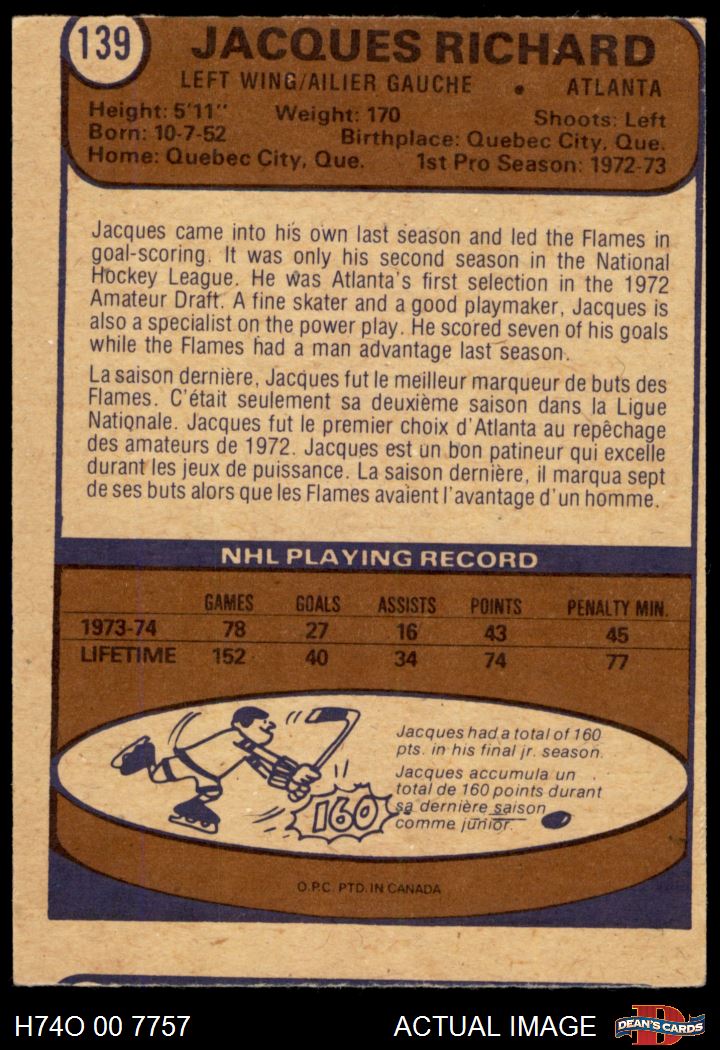 139
JACQUES RICHARD
LEFT WING/AILIER GAUCHE • ATLANTA
Height: 5'11" Weight: 170 Shoots: Left
Born: 10-7-52 Birthplace: Quebec City, Que.
Home: Quebec City, Que. 1st Pro Season: 1972-73
Jacques came into his own last season and led the Flames in
goal-scoring. It was only his second season in the National
Hockey League. He was Atlanta's first selection in the 1972
Amateur Draft. A fine skater and a good playmaker, Jacques is
also a specialist on the power play. He scored seven of his goals
while the Flames had a man advantage last season.
La saison dernière, Jacques fut le meilleur marqueur de buts des
Flames. C'était seulement sa deuxième saison dans la Ligue
Nationale. Jacques fut le premier choix d'Atlanta au repêchage
des amateurs de 1972. Jacques est un bon patineur qui excelle
durant les jeux de puissance. La saison dernière, il marqua sept
de ses buts alors que les Flames avaient l'avantage d'un homme.
NHL PLAYING RECORD
GAMES GOALS ASSISTS POINTS PENALTY MIN.
1973-74 78 27 16 43 45
LIFETIME 152 40 34 74 77
Jacques had a total of 160
pts. in his final jr. season.
Jacques accumula un
total de 160 points durant
sa dernière saison
comme junior.
160
O.P.C. PTD. IN CANADA
H74O 00 7757 ACTUAL IMAGE
D
DEAN'S CARDS